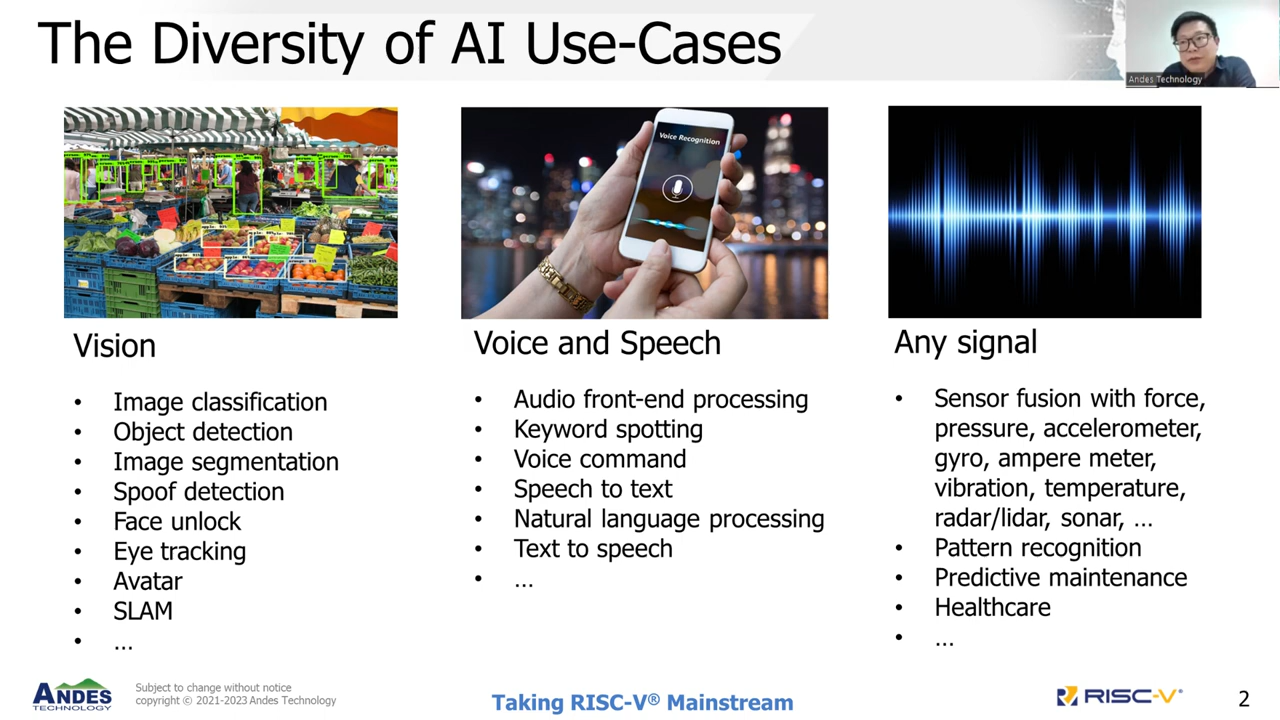 The Diversity of AI Use-Cases
Andes Technology
Voice Recognition
Vision
• Image classification
• Object detection
• Image segmentation
• Spoof detection
• Face unlock
• Eye tracking
• Avatar
• SLAM
• ...
Voice and Speech
• Audio front-end processing
• Keyword spotting
• Voice command
• Speech to text
• Natural language processing
• Text to speech
• ...
Any signal
• Sensor fusion with force,
pressure, accelerometer,
gyro, ampere meter,
vibration, temperature,
radar/lidar, sonar, ...
• Pattern recognition
• Predictive maintenance
• Healthcare
• ...
ANDES
TECHNOLOGY
Subject to change without notice
copyright © 2021-2023 Andes Technology
Taking RISC-V® Mainstream
RISC-V®
2